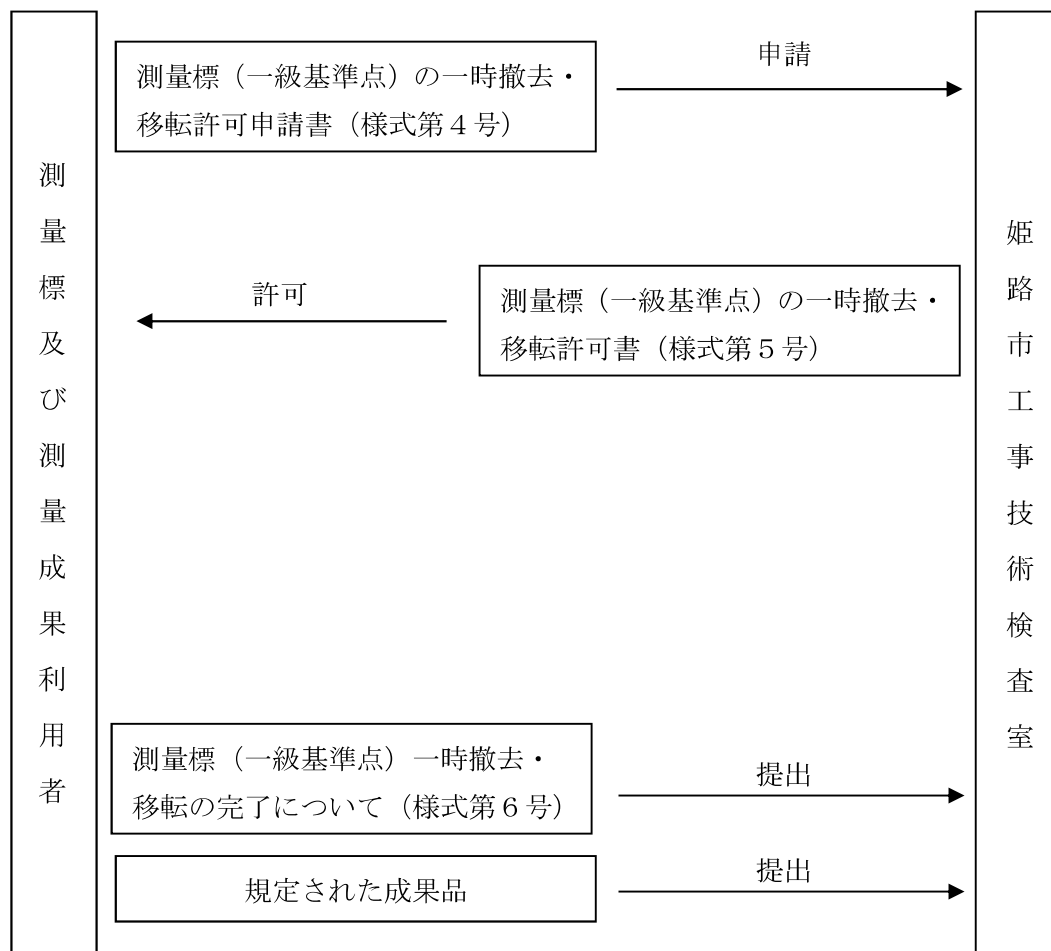 測量標及び測量成果利用者
測量標（一級基準点）の一時撤去・
移転許可申請書（様式第４号）
申請
許可
測量標（一級基準点）の一時撤去・
移転許可書（様式第５号）
測量標（一級基準点）一時撤去・
移転の完了について（様式第６号）
提出
規定された成果品
提出
姫路市工事技術検査室